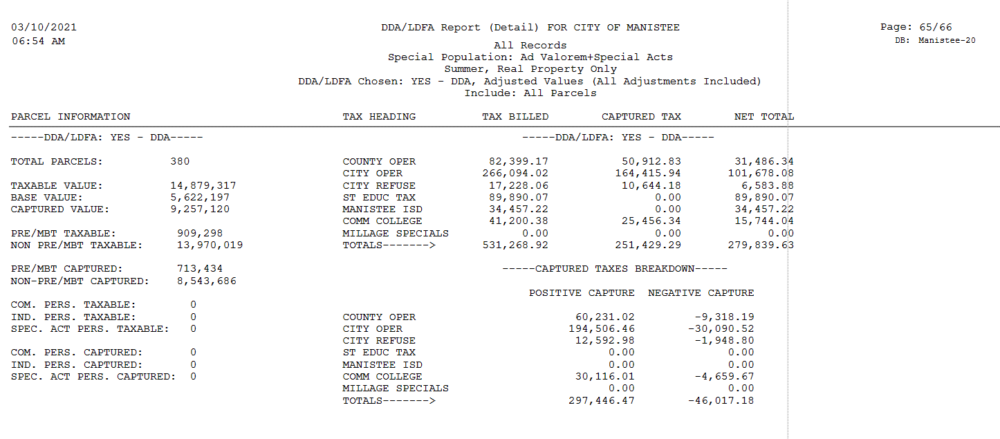 03/10/2021 DDA/LDFA Report (Detail) FOR CITY OF MANISTEE Page: 65/66
06:54 AM DB: Manistee-20
All Records
Special Population: Ad Valorem+Special Acts
Summer, Real Property Only
DDA/LDFA Chosen: YES - DDA, Adjusted Values (All Adjustments Included)
Include: All Parcels
PARCEL INFORMATION TAX HEADING TAX BILLED CAPTURED TAX NET TOTAL
-----DDA/LDFA: YES - DDA----- -----DDA/LDFA: YES - DDA-----
TOTAL PARCELS: 380 COUNTY OPER 82,399.17 50,912.83 31,486.34
CITY OPER 266,094.02 164,415.94 101,678.08
TAXABLE VALUE: 14,879,317 CITY REFUSE 17,228.06 10,644.18 6,583.88
BASE VALUE: 5,622,197 ST EDUC TAX 89,890.07 0.00 89,890.07
CAPTURED VALUE: 9,257,120 MANISTEE ISD 34,457.22 0.00 34,457.22
COMM COLLEGE 41,200.38 25,456.34 15,744.04
PRE/MBT TAXABLE: 909,298 MILLAGE SPECIALS 0.00 0.00 0.00
NON PRE/MBT TAXABLE: 13,970,019 TOTALS-------> 531,268.92 251,429.29 279,839.63
PRE/MBT CAPTURED: 713,434 -----CAPTURED TAXES BREAKDOWN-----
NON-PRE/MBT CAPTURED: 8,543,686
POSITIVE CAPTURE NEGATIVE CAPTURE
COM. PERS. TAXABLE: 0
IND. PERS. TAXABLE: 0 COUNTY OPER 60,231.02 -9,318.19
SPEC. ACT PERS. TAXABLE: 0 CITY OPER 194,506.46 -30,090.52
CITY REFUSE 12,592.98 -1,948.80
COM. PERS. CAPTURED: 0 ST EDUC TAX 0.00 0.00
IND. PERS. CAPTURED: 0 MANISTEE ISD 0.00 0.00
SPEC. ACT PERS. CAPTURED: 0 COMM COLLEGE 30,116.01 -4,659.67
MILLAGE SPECIALS 0.00 0.00
TOTALS-------> 297,446.47 -46,017.18